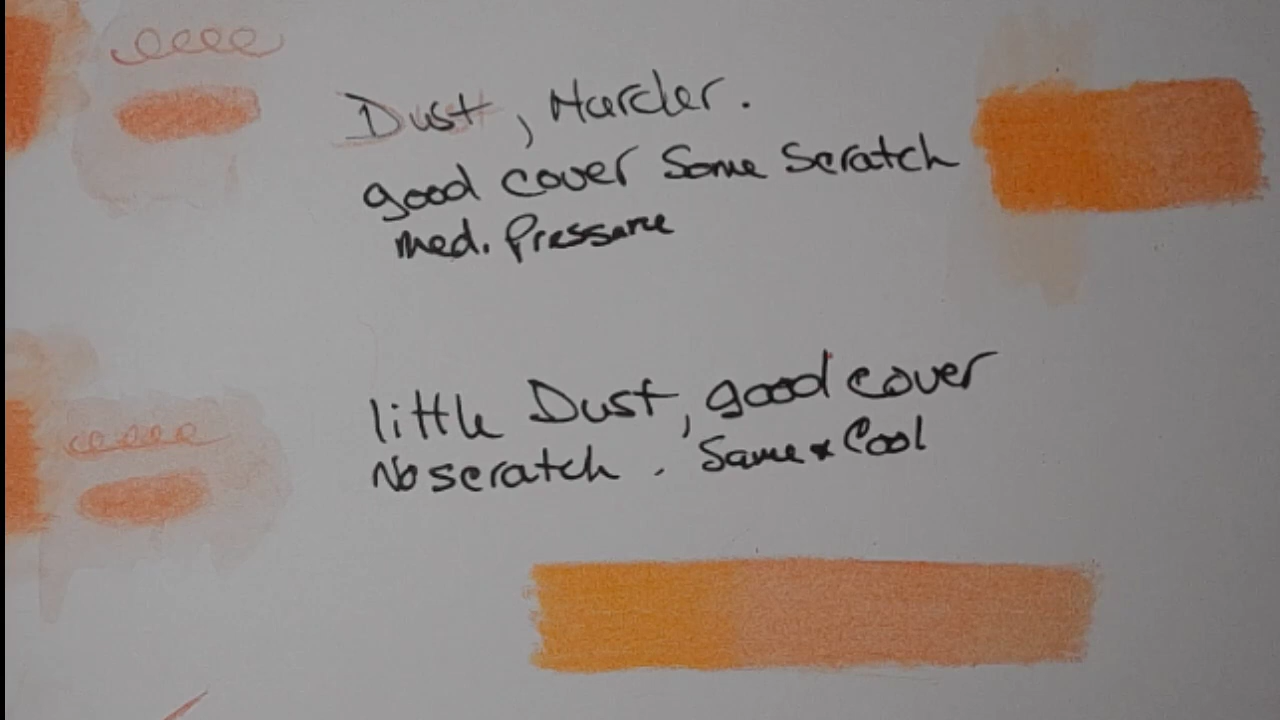 Dust, Harder.
good cover Some Scratch
med. Pressure
little Dust, good cover
No scratch. Same & Cool